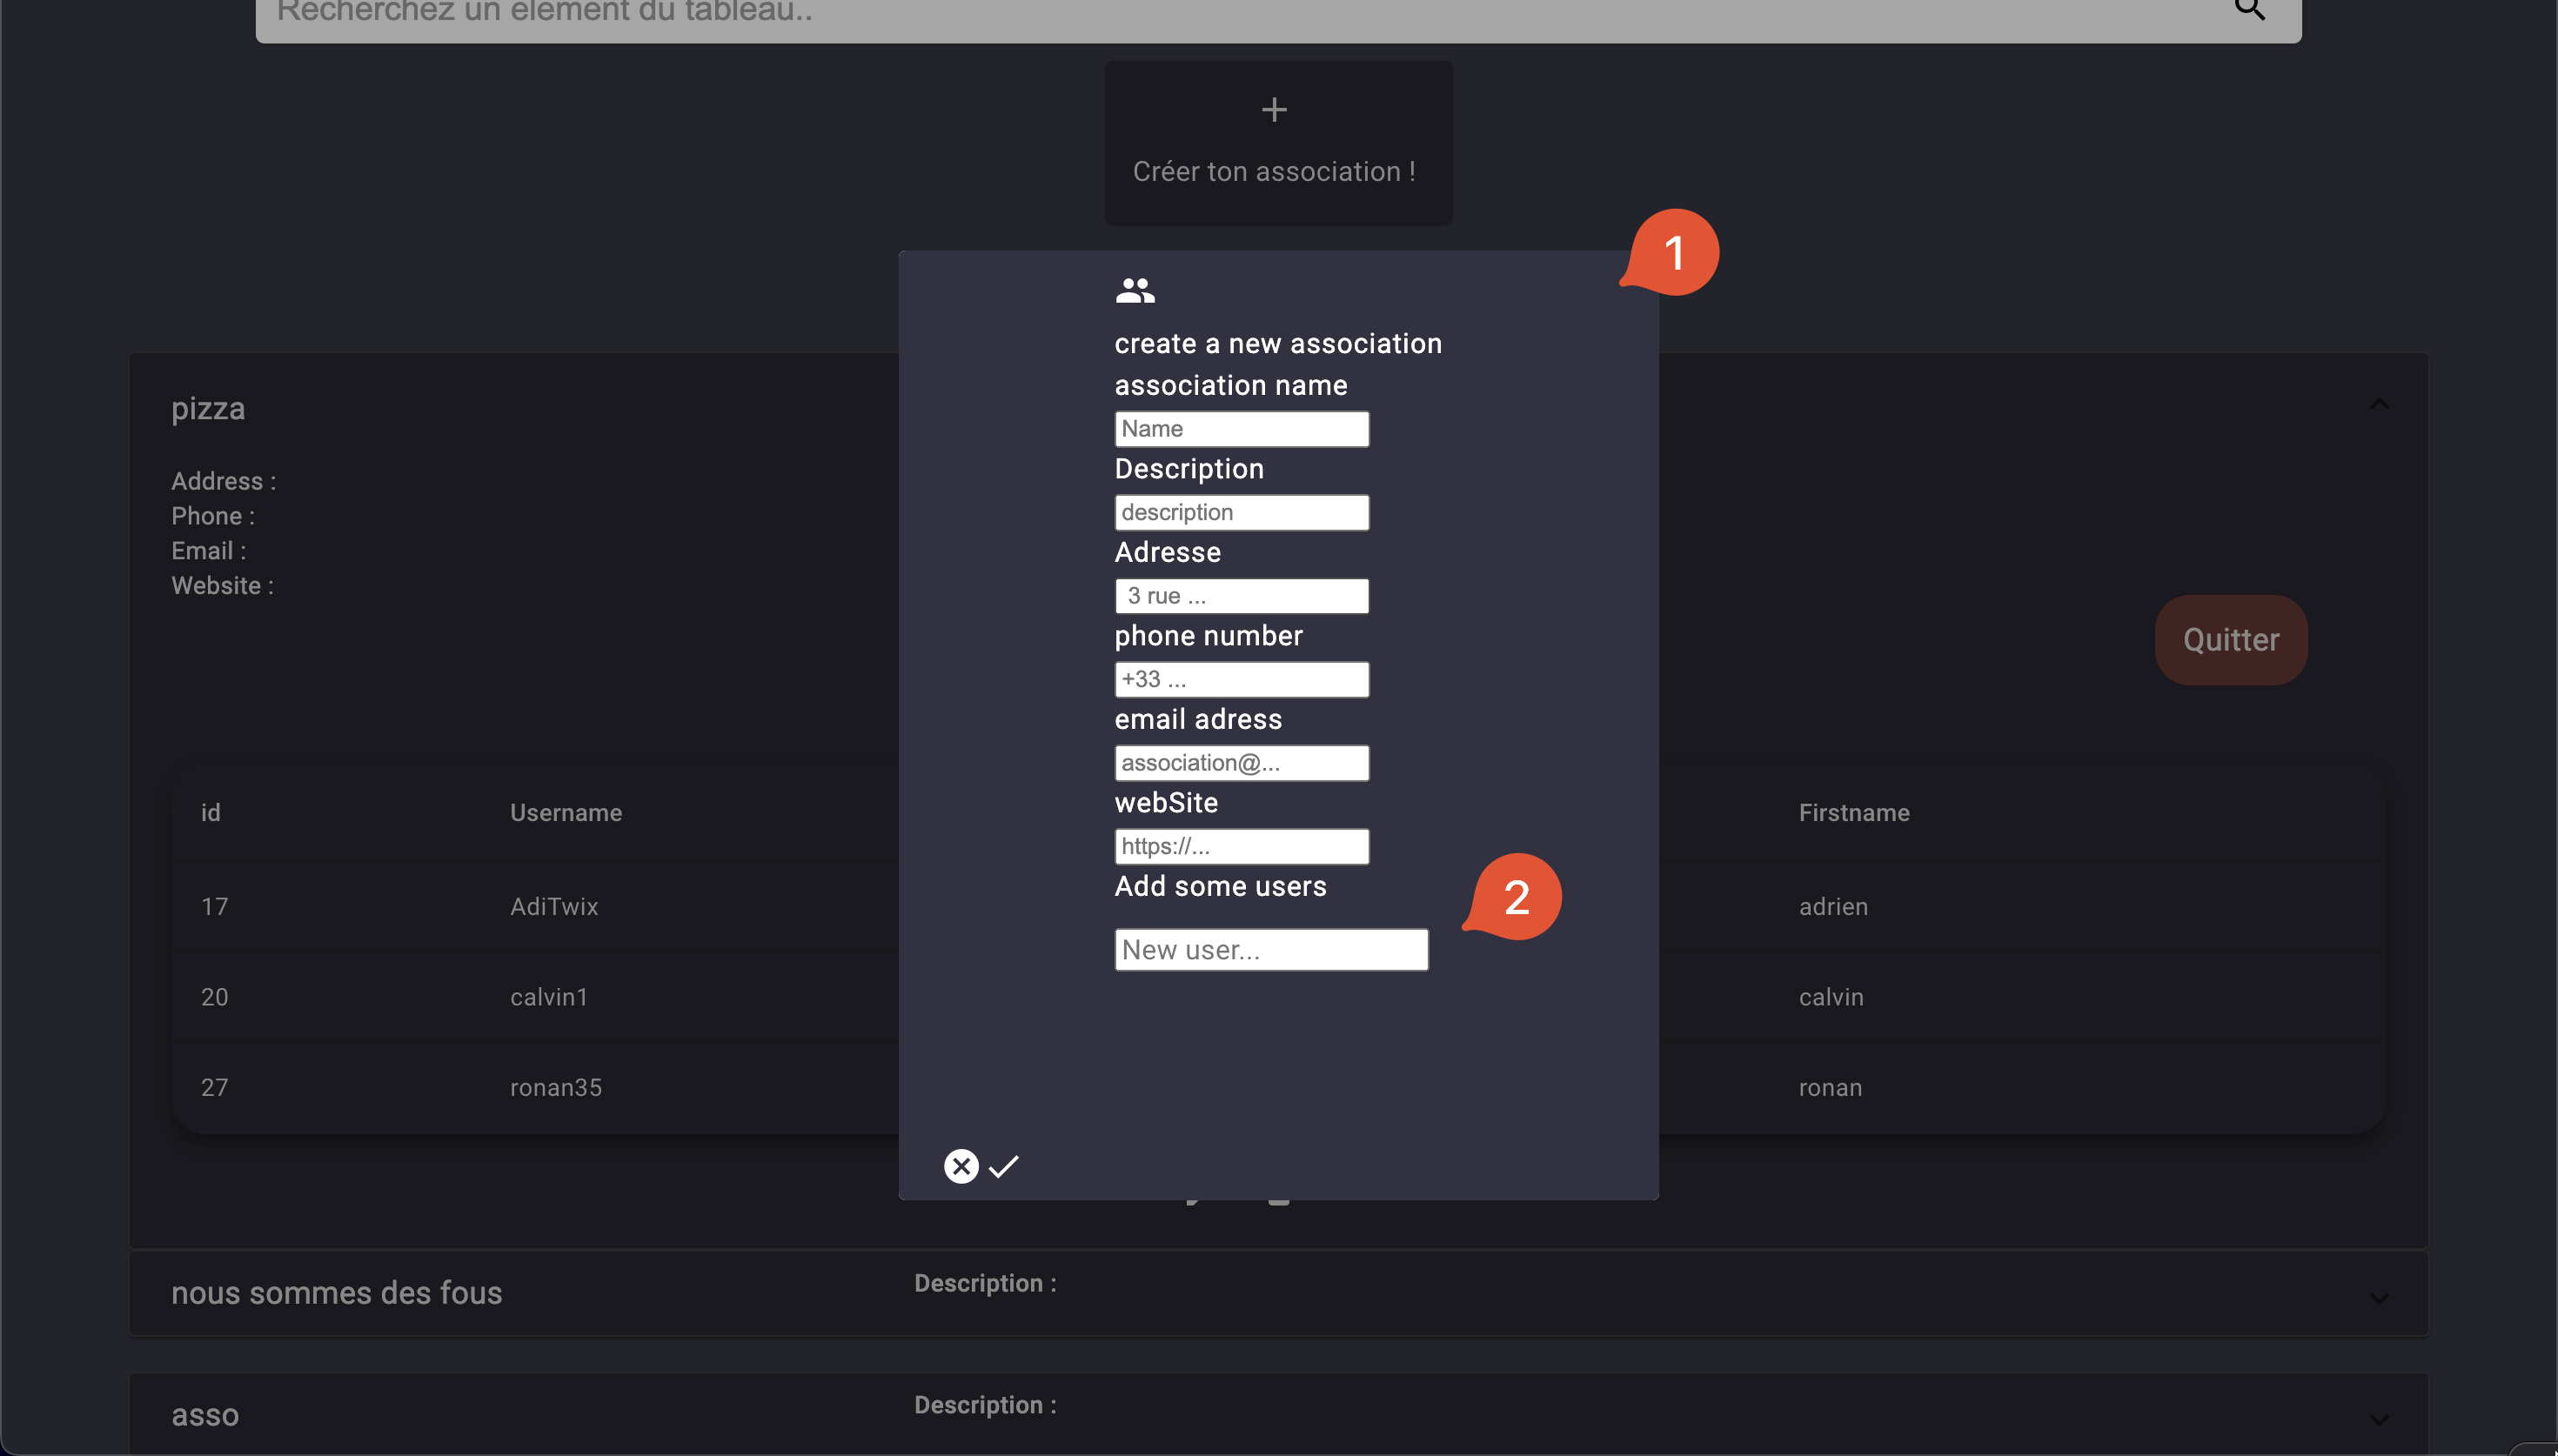 Recherchez un element du tableau..
+
Créer ton association !
1
create a new association
association name
Name
Description
description
Adresse
3 rue ...
phone number
+33 ...
email adress
association@...
webSite
https://...
Add some users
2
New user...
pizza
Address :
Phone :
Email :
Website :
Quitter
id Username Firstname
17 AdiTwix adrien
20 calvin1 calvin
27 ronan35 ronan
nous sommes des fous Description :
asso Description :